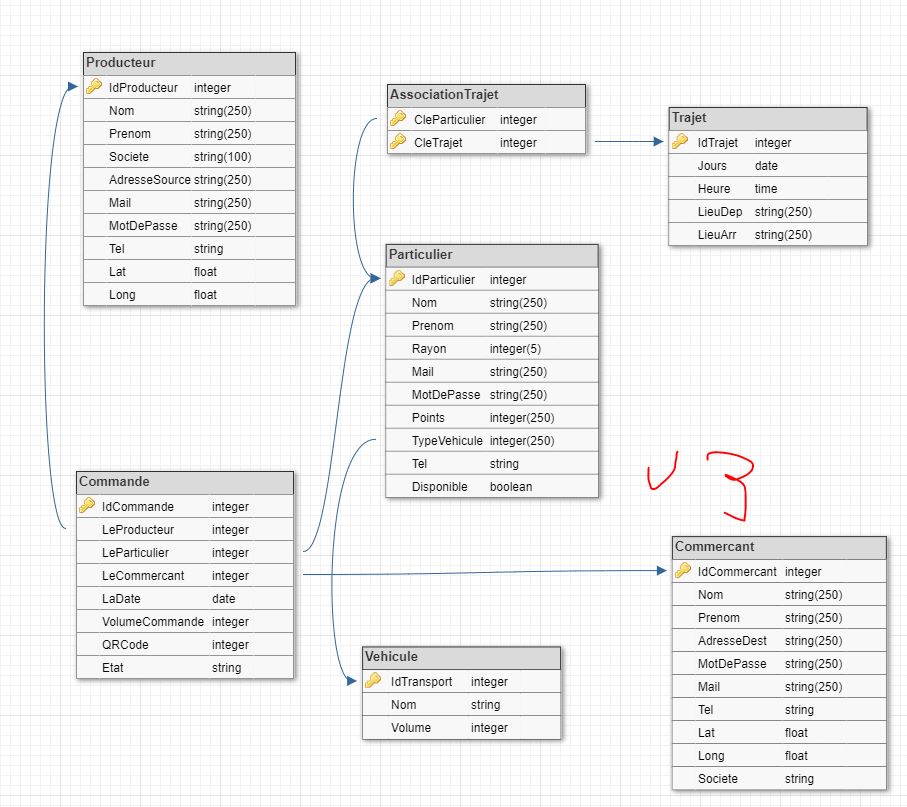 Producteur
IdProducteur integer
Nom string(250)
Prenom string(250)
Societe string(100)
AdresseSource string(250)
Mail string(250)
MotDePasse string(250)
Tel string
Lat float
Long float
AssociationTrajet
CleParticulier integer
CleTrajet integer
Trajet
IdTrajet integer
Jours date
Heure time
LieuDep string(250)
LieuArr string(250)
Particulier
IdParticulier integer
Nom string(250)
Prenom string(250)
Rayon integer(5)
Mail string(250)
MotDePasse string(250)
Points integer(250)
TypeVehicule integer(250)
Tel string
Disponible boolean
v 3
Commande
IdCommande integer
LeProducteur integer
LeParticulier integer
LeCommercant integer
LaDate date
VolumeCommande integer
QRCode integer
Etat string
Vehicule
IdTransport integer
Nom string
Volume integer
Commercant
IdCommercant integer
Nom string(250)
Prenom string(250)
AdresseDest string(250)
MotDePasse string(250)
Mail string(250)
Tel string
Lat float
Long float
Societe string